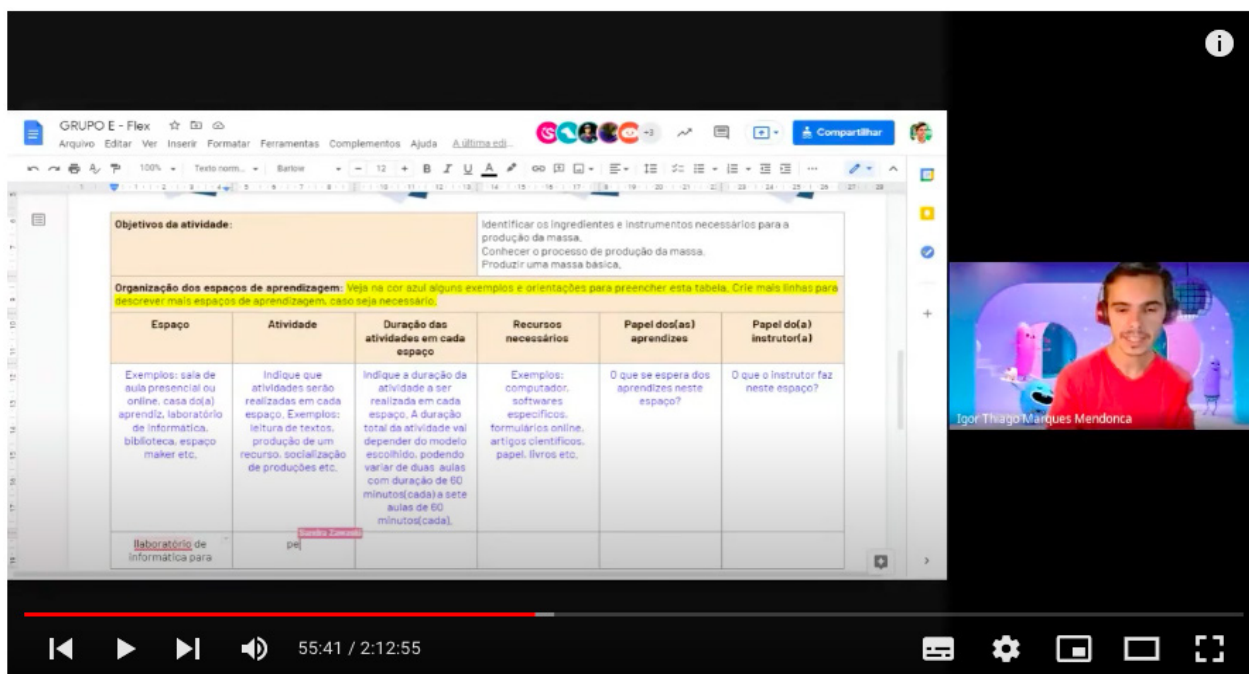 GRUPO E - Flex
Arquivo Editar Ver Inserir Formatar Ferramentas Complementos Ajuda A última edi...
+3
Compartilhar
100% Texto norm... Barlow - 12 + B I U A
Objetivos da atividade:
Identificar os ingredientes e instrumentos necessários para a
produção da massa.
Conhecer o processo de produção da massa.
Produzir uma massa básica.
Organização dos espaços de aprendizagem: Veja na cor azul alguns exemplos e orientações para preencher esta tabela. Crie mais linhas para
descrever mais espaços de aprendizagem, caso seja necessário.
Espaço
Atividade
Duração das
atividades em cada
espaço
Recursos
necessários
Papel dos(as)
aprendizes
Papel do(a)
instrutor(a)
Exemplos: sala de
aula presencial ou
online, casa do(a)
aprendiz, laboratório
de informática,
biblioteca, espaço
maker etc.
Indique que
atividades serão
realizadas em cada
espaço. Exemplos:
leitura de textos,
produção de um
recurso, socialização
de produções etc.
Indique a duração da
atividade a ser
realizada em cada
espaço. A duração
total da atividade vai
depender do modelo
escolhido, podendo
variar de duas aulas
com duração de 60
minutos(cada) a sete
aulas de 60
minutos(cada).
Exemplos:
computador,
softwares
específicos,
formulários online,
artigos científicos,
papel, livros etc.
O que se espera dos
aprendizes neste
espaço?
O que o instrutor faz
neste espaço?
llaboratório de
informática para
Sandra
pe
Igor Thiago Marques Mendonca
55:41 / 2:12:55